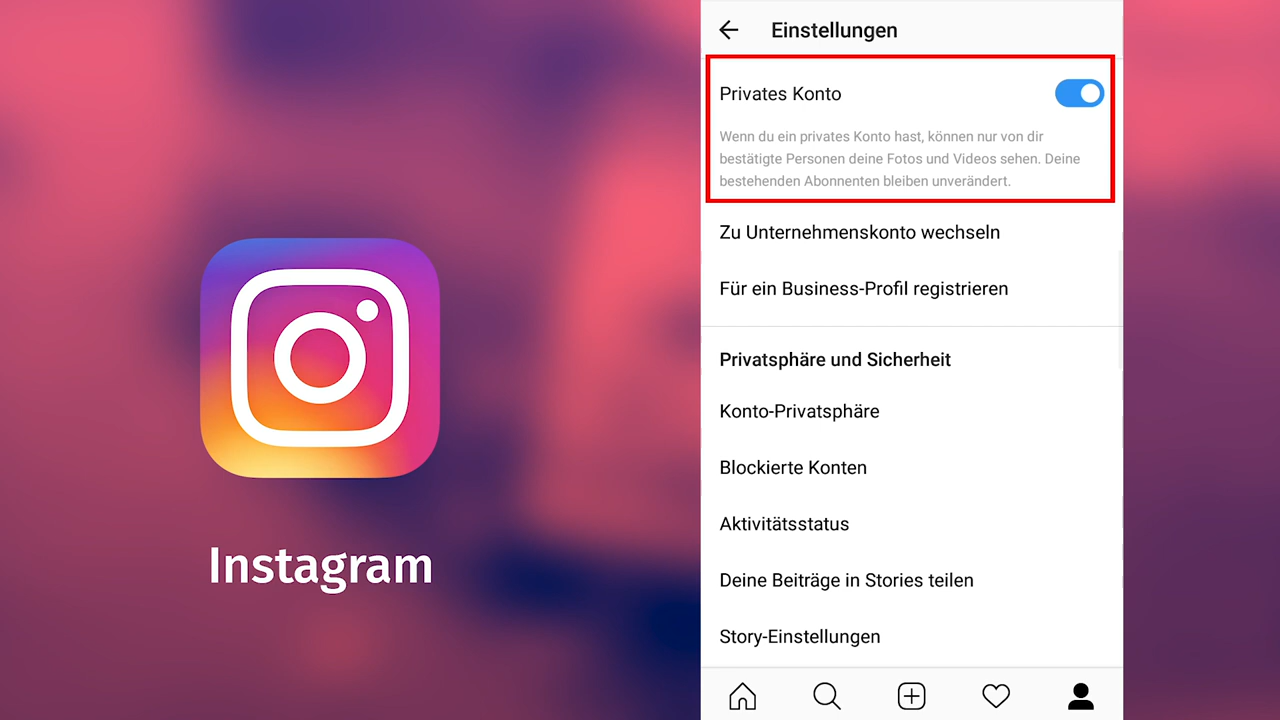 Instagram
Einstellungen
Privates Konto
Wenn du ein privates Konto hast, können nur von dir
bestätigte Personen deine Fotos und Videos sehen. Deine
bestehenden Abonnenten bleiben unverändert.
Zu Unternehmenskonto wechseln
Für ein Business-Profil registrieren
Privatsphäre und Sicherheit
Konto-Privatsphäre
Blockierte Konten
Aktivitätsstatus
Deine Beiträge in Stories teilen
Story-Einstellungen